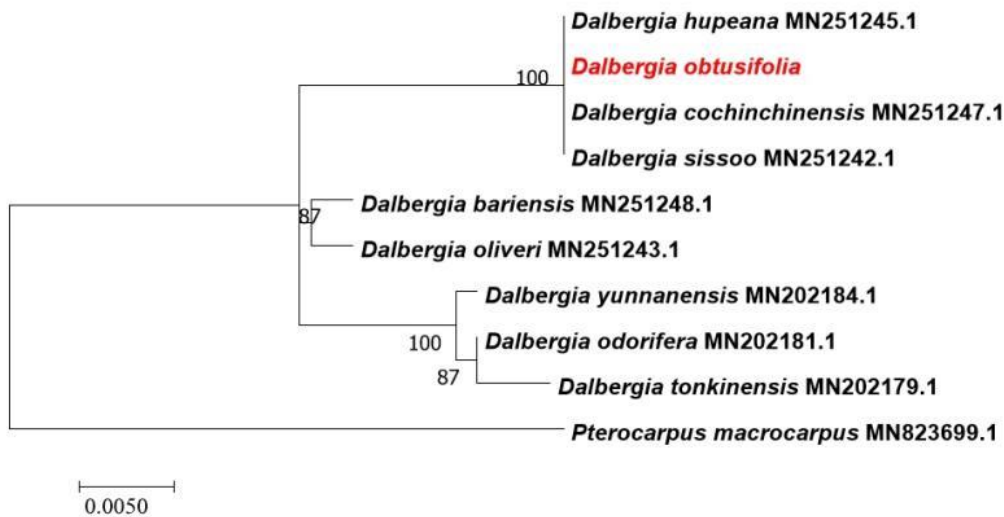 Dalbergia hupeana MN251245.1
Dalbergia obtusifolia
100
Dalbergia cochinchinensis MN251247.1
Dalbergia sissoo MN251242.1
Dalbergia bariensis MN251248.1
87
Dalbergia oliveri MN251243.1
Dalbergia yunnanensis MN202184.1
100
Dalbergia odorifera MN202181.1
87
Dalbergia tonkinensis MN202179.1
Pterocarpus macrocarpus MN823699.1
0.0050